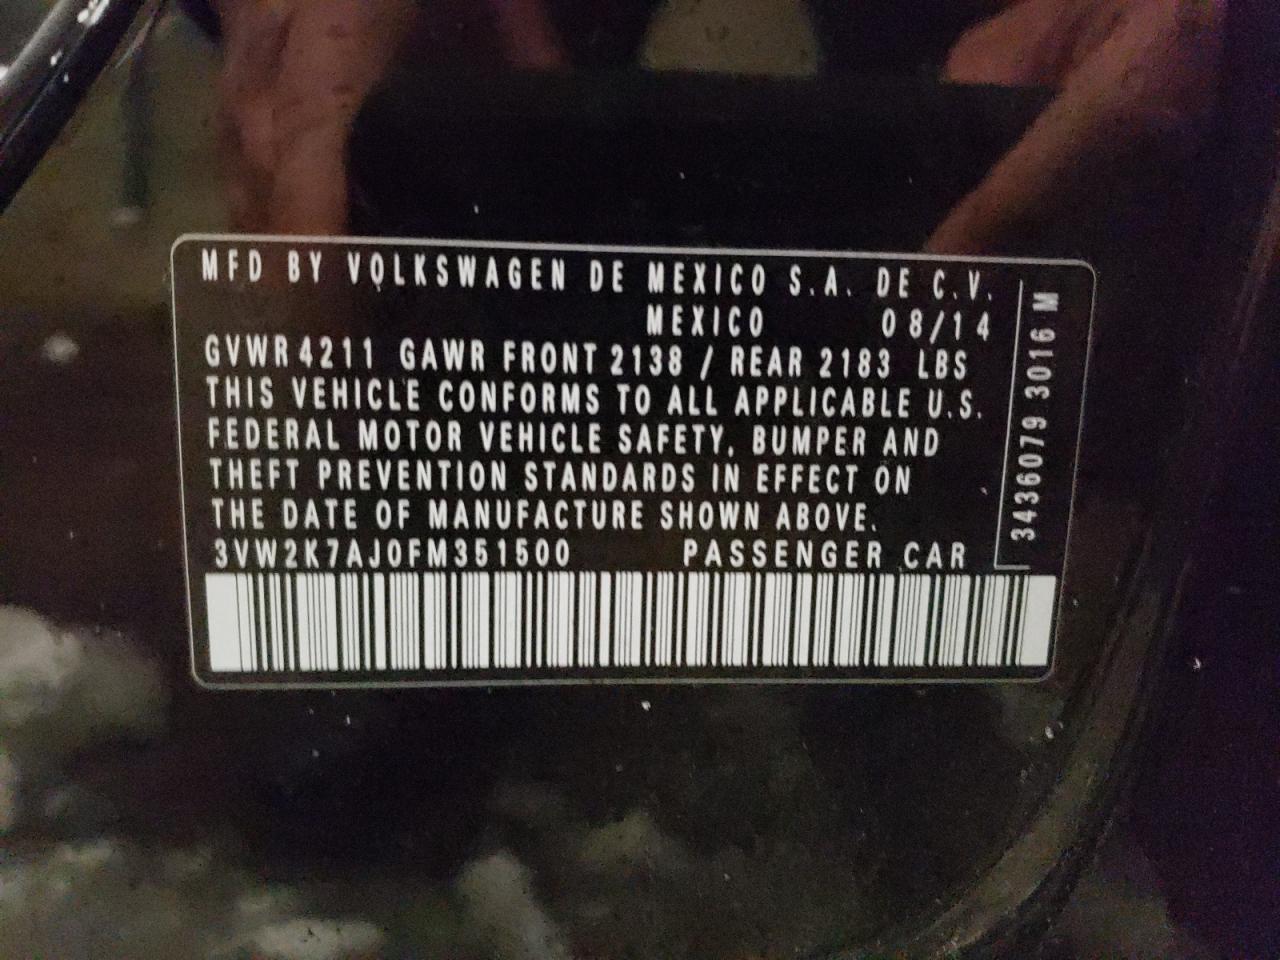 MFD BY VOLKSWAGEN DE MEXICO S.A. DE C.V.
MEXICO 08/14
GVWR 4211 GAWR FRONT 2138 / REAR 2183 LBS
THIS VEHICLE CONFORMS TO ALL APPLICABLE U.S.
FEDERAL MOTOR VEHICLE SAFETY, BUMPER AND
THEFT PREVENTION STANDARDS IN EFFECT ON
THE DATE OF MANUFACTURE SHOWN ABOVE.
3VW2K7AJ0FM351500 PASSENGER CAR
3436079 3016 M